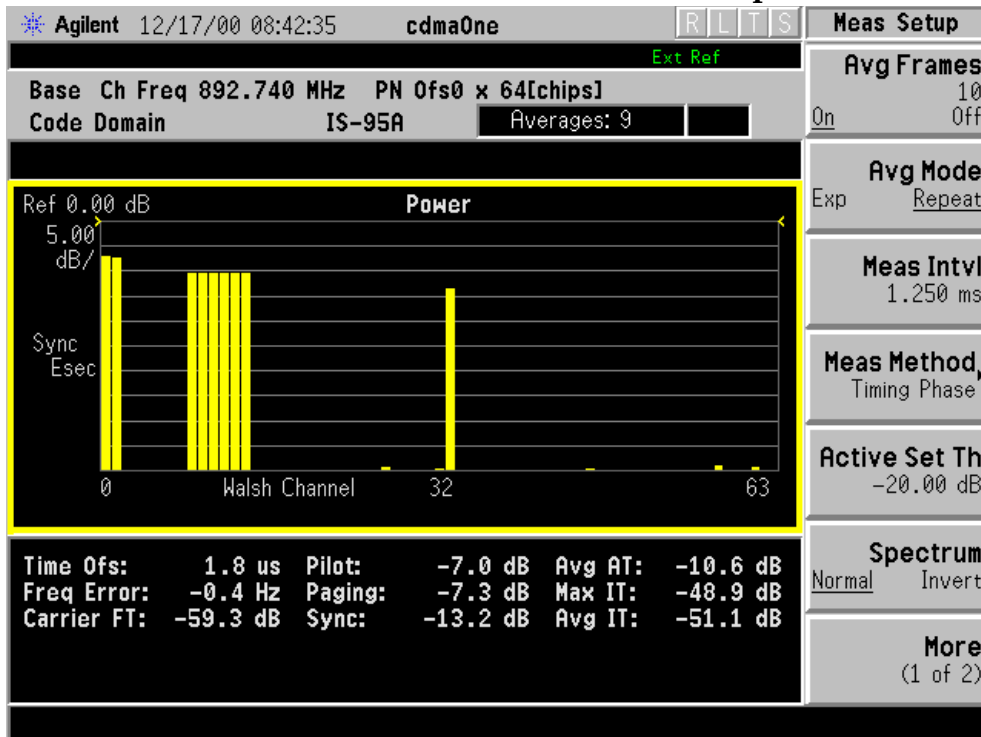 Agilent 12/17/00 08:42:35 cdmaOne R L T S
Ext Ref
Base Ch Freq 892.740 MHz PN Ofs0 x 64[chips]
Code Domain IS-95A Averages: 9
Ref 0.00 dB Power
5.00
dB/
Sync
Esec
0 Walsh Channel 32 63
Time Ofs: 1.8 us Pilot: -7.0 dB Avg AT: -10.6 dB
Freq Error: -0.4 Hz Paging: -7.3 dB Max IT: -48.9 dB
Carrier FT: -59.3 dB Sync: -13.2 dB Avg IT: -51.1 dB
Meas Setup
Avg Frames
10
On Off
Avg Mode
Exp Repeat
Meas Intvl
1.250 ms
Meas Method
Timing Phase
Active Set Th
-20.00 dB
Spectrum
Normal Invert
More
(1 of 2)